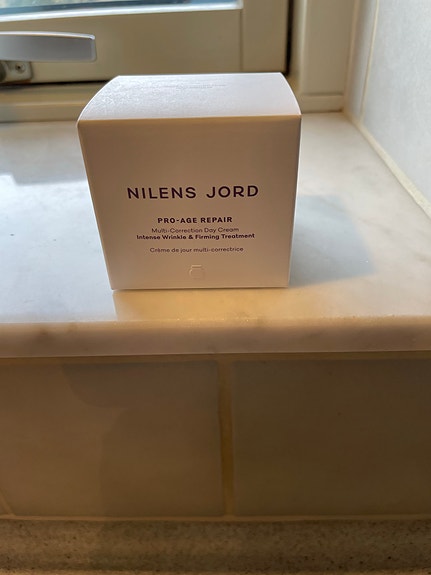 NILENS JORD
PRO-AGE REPAIR
Multi-Correction Day Cream
Intense Wrinkle & Firming Treatment
Crème de jour multi-correctrice